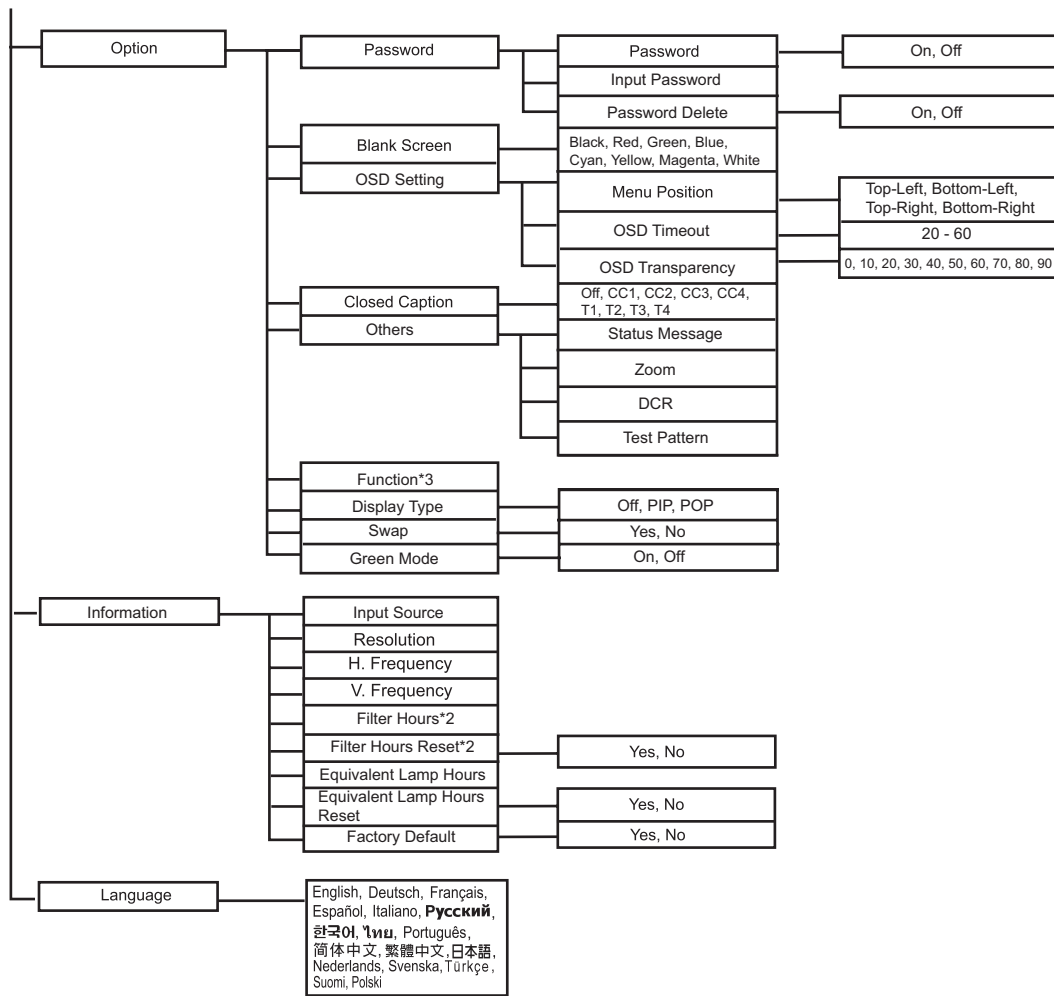 Option
Password
Password
On, Off
Input Password
Password Delete
On, Off
Blank Screen
Black, Red, Green, Blue,
Cyan, Yellow, Magenta, White
OSD Setting
Menu Position
Top-Left, Bottom-Left,
Top-Right, Bottom-Right
OSD Timeout
20 - 60
OSD Transparency
0, 10, 20, 30, 40, 50, 60, 70, 80, 90
Closed Caption
Off, CC1, CC2, CC3, CC4,
T1, T2, T3, T4
Others
Status Message
Zoom
DCR
Test Pattern
Function*3
Display Type
Off, PIP, POP
Swap
Yes, No
Green Mode
On, Off
Information
Input Source
Resolution
H. Frequency
V. Frequency
Filter Hours*2
Filter Hours Reset*2
Yes, No
Equivalent Lamp Hours
Equivalent Lamp Hours
Reset
Yes, No
Factory Default
Yes, No
Language
English, Deutsch, Français,
Español, Italiano, Русский,
한국어, ไทย, Português,
简体中文, 繁體中文, 日本語,
Nederlands, Svenska, Türkçe,
Suomi, Polski